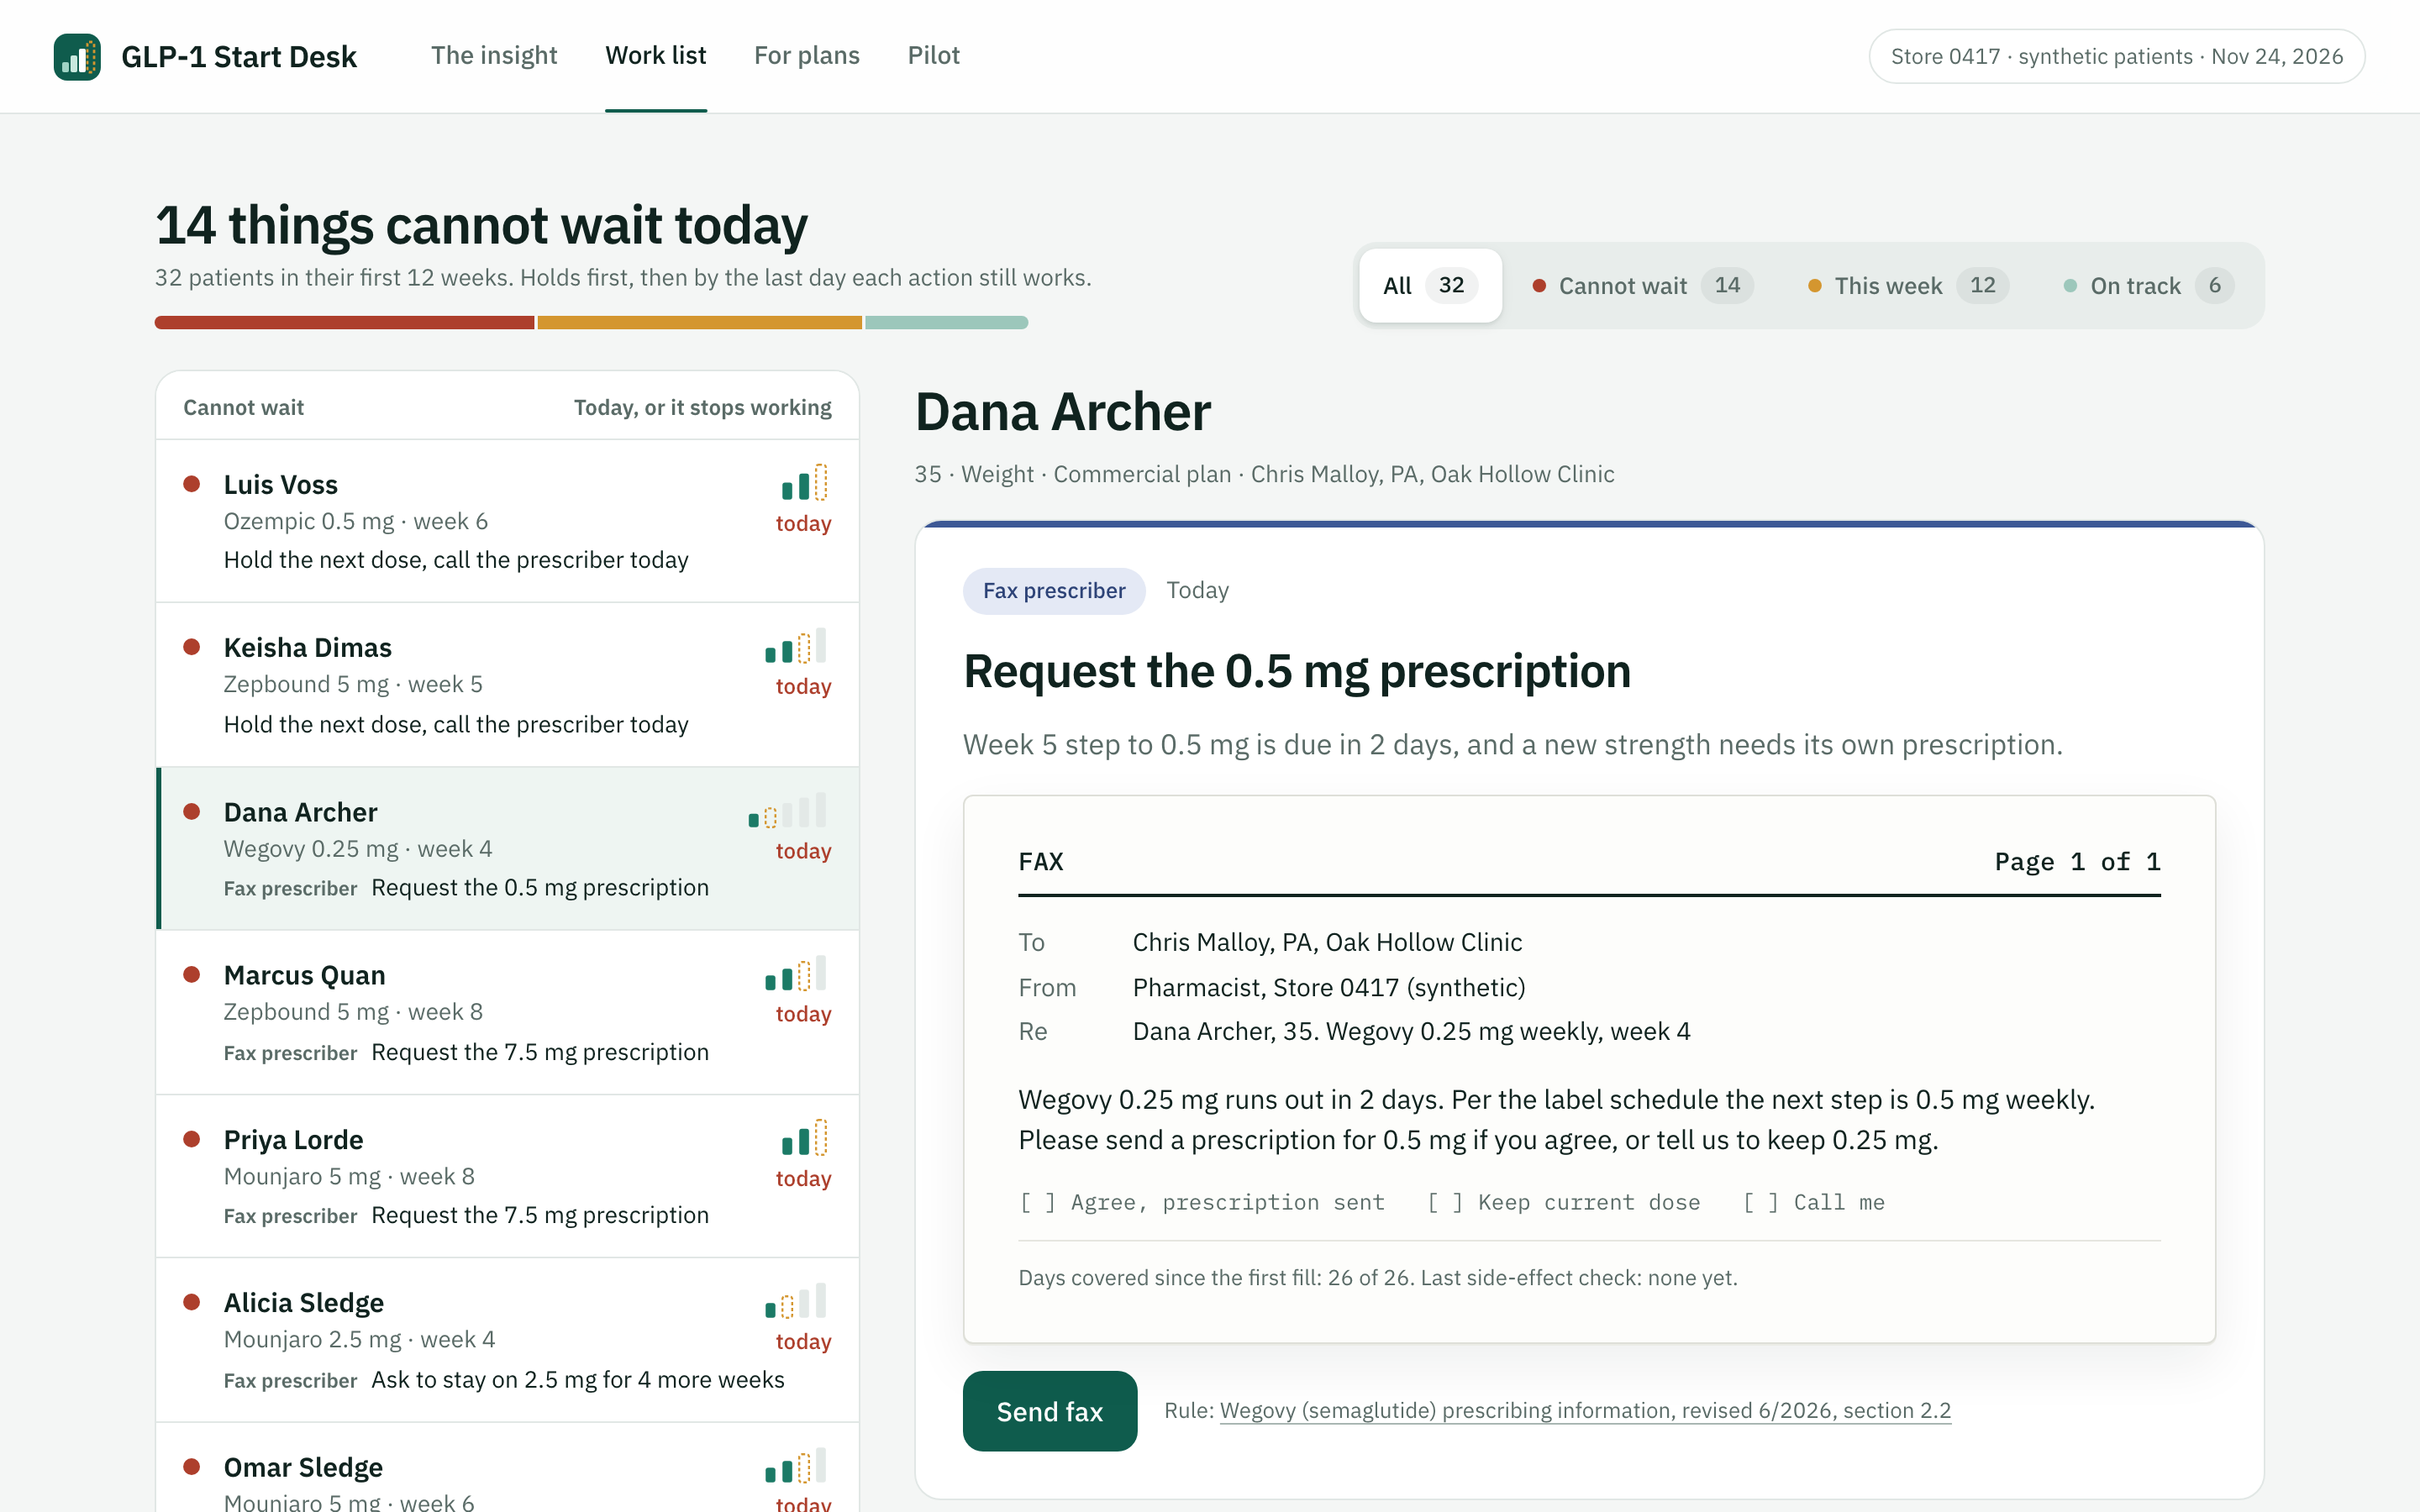 GLP-1 Start Desk
The insight
Work list
For plans
Pilot
Store 0417 · synthetic patients · Nov 24, 2026
14 things cannot wait today
32 patients in their first 12 weeks. Holds first, then by the last day each action still works.
All 32
Cannot wait 14
This week 12
On track 6
Cannot wait
Today, or it stops working
Luis Voss
Ozempic 0.5 mg · week 6
today
Hold the next dose, call the prescriber today
Keisha Dimas
Zepbound 5 mg · week 5
today
Hold the next dose, call the prescriber today
Dana Archer
Wegovy 0.25 mg · week 4
today
Fax prescriber Request the 0.5 mg prescription
Marcus Quan
Zepbound 5 mg · week 8
today
Fax prescriber Request the 7.5 mg prescription
Priya Lorde
Mounjaro 5 mg · week 8
today
Fax prescriber Request the 7.5 mg prescription
Alicia Sledge
Mounjaro 2.5 mg · week 4
today
Fax prescriber Ask to stay on 2.5 mg for 4 more weeks
Omar Sledge
Mounjaro 5 mg · week 6
today
Dana Archer
35 · Weight · Commercial plan · Chris Malloy, PA, Oak Hollow Clinic
Fax prescriber Today
Request the 0.5 mg prescription
Week 5 step to 0.5 mg is due in 2 days, and a new strength needs its own prescription.
FAX Page 1 of 1
To Chris Malloy, PA, Oak Hollow Clinic
From Pharmacist, Store 0417 (synthetic)
Re Dana Archer, 35. Wegovy 0.25 mg weekly, week 4
Wegovy 0.25 mg runs out in 2 days. Per the label schedule the next step is 0.5 mg weekly.
Please send a prescription for 0.5 mg if you agree, or tell us to keep 0.25 mg.
[ ] Agree, prescription sent [ ] Keep current dose [ ] Call me
Days covered since the first fill: 26 of 26. Last side-effect check: none yet.
Send fax
Rule: Wegovy (semaglutide) prescribing information, revised 6/2026, section 2.2